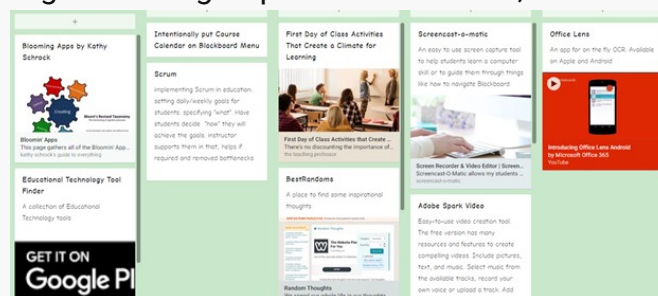 Blooming Apps by Kathy
Schrock
Creating
Bloom's Revised Taxonomy
Bloomin' Apps
This page gathers all of the Bloomin' Ap...
kathy schrock's guide to everything
Educational Technology Tool
Finder
A collection of Educational
Technology tools
GET IT ON
Google Pl
Intentionally put Course
Calendar on Blackboard Menu
Scrum
implementing Scrum in education.
setting daily/weekly goals for
students. specifying "what". Have
students decide "how" they will
achieve the goals. instructor
supports them in that, helps if
required and removed bottlenecks
First Day of Class Activities
That Create a Climate for
Learning
First Day of Class Activities that Create ...
There's no discounting the importance of...
the teaching professor
BestRandoms
A place to find some inspirational
thoughts
Random Thoughts
Screencast-o-matic
An easy to use screen capture tool
to help students learn a computer
skill or to guide them through things
like how to navigate Blackboard
Screen Recorder & Video Editor | Screen...
Screencast-O-Matic allows my students ...
screencast-o-matic
Adobe Spark Video
Easy-to-use video creation tool.
The free version has many
resources and features to create
compelling videos. Include pictures,
text, and music. Select music from
the available tracks, record your
own voice or upload a track. Add
Office Lens
An app for on the fly OCR. Available
on Apple and Android
Introducing Office Lens Android
by Microsoft Office 365
YouTube